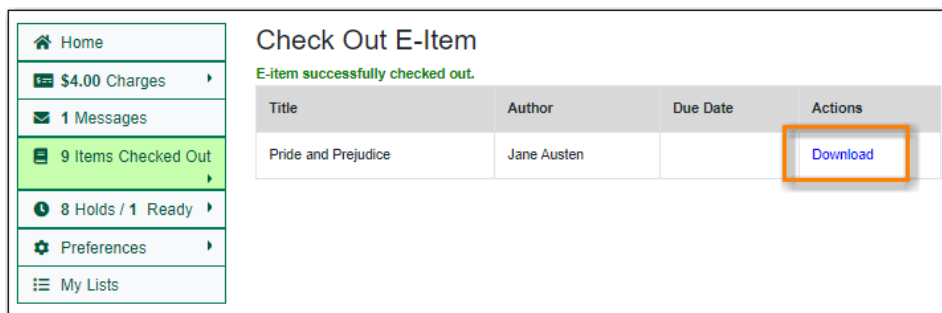 Home
$4.00 Charges
1 Messages
9 Items Checked Out
8 Holds / 1 Ready
Preferences
My Lists
Check Out E-Item
E-item successfully checked out.
Title Author Due Date Actions
Pride and Prejudice Jane Austen Download